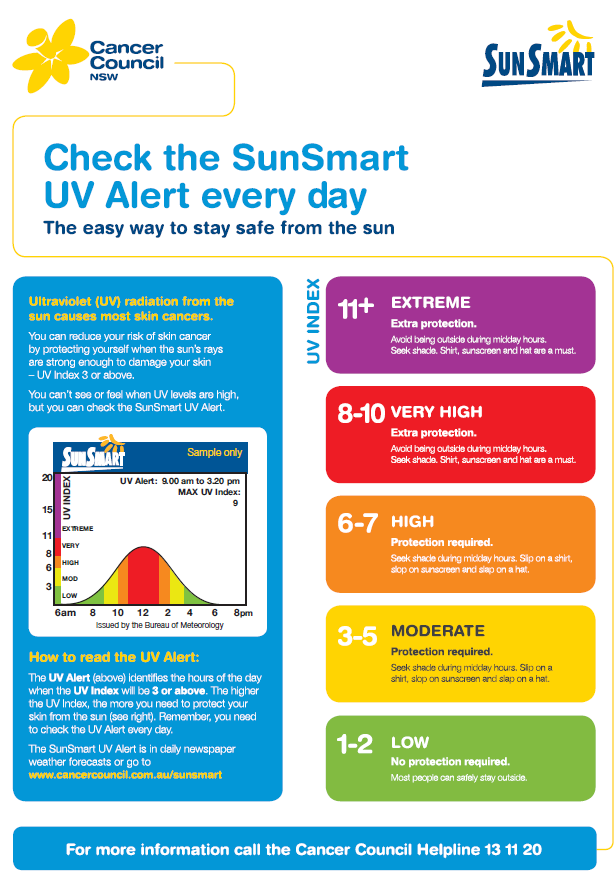 Cancer
Council
NSW
SUNSMART
Check the SunSmart
UV Alert every day
The easy way to stay safe from the sun
Ultraviolet (UV) radiation from the
sun causes most skin cancers.
You can reduce your risk of skin cancer
by protecting yourself when the sun's rays
are strong enough to damage your skin
– UV Index 3 or above.
You can't see or feel when UV levels are high,
but you can check the SunSmart UV Alert.
SUNSMART
Sample only
UV Alert: 9.00 am to 3.20 pm
MAX UV Index:
9
UV INDEX
20
15
11
8
6
3
EXTREME
VERY
HIGH
MOD
LOW
6am 8 10 12 2 4 6 8pm
Issued by the Bureau of Meteorology
How to read the UV Alert:
The UV Alert (above) identifies the hours of the day
when the UV Index will be 3 or above. The higher
the UV Index, the more you need to protect your
skin from the sun (see right). Remember, you need
to check the UV Alert every day.
The SunSmart UV Alert is in daily newspaper
weather forecasts or go to
www.cancercouncil.com.au/sunsmart
UV INDEX
11+ EXTREME
Extra protection.
Avoid being outside during midday hours.
Seek shade. Shirt, sunscreen and hat are a must.
8-10 VERY HIGH
Extra protection.
Avoid being outside during midday hours.
Seek shade. Shirt, sunscreen and hat are a must.
6-7 HIGH
Protection required.
Seek shade during midday hours. Slip on a shirt,
slop on sunscreen and slap on a hat.
3-5 MODERATE
Protection required.
Seek shade during midday hours. Slip on a
shirt, slop on sunscreen and slap on a hat.
1-2 LOW
No protection required.
Most people can safely stay outside.
For more information call the Cancer Council Helpline 13 11 20